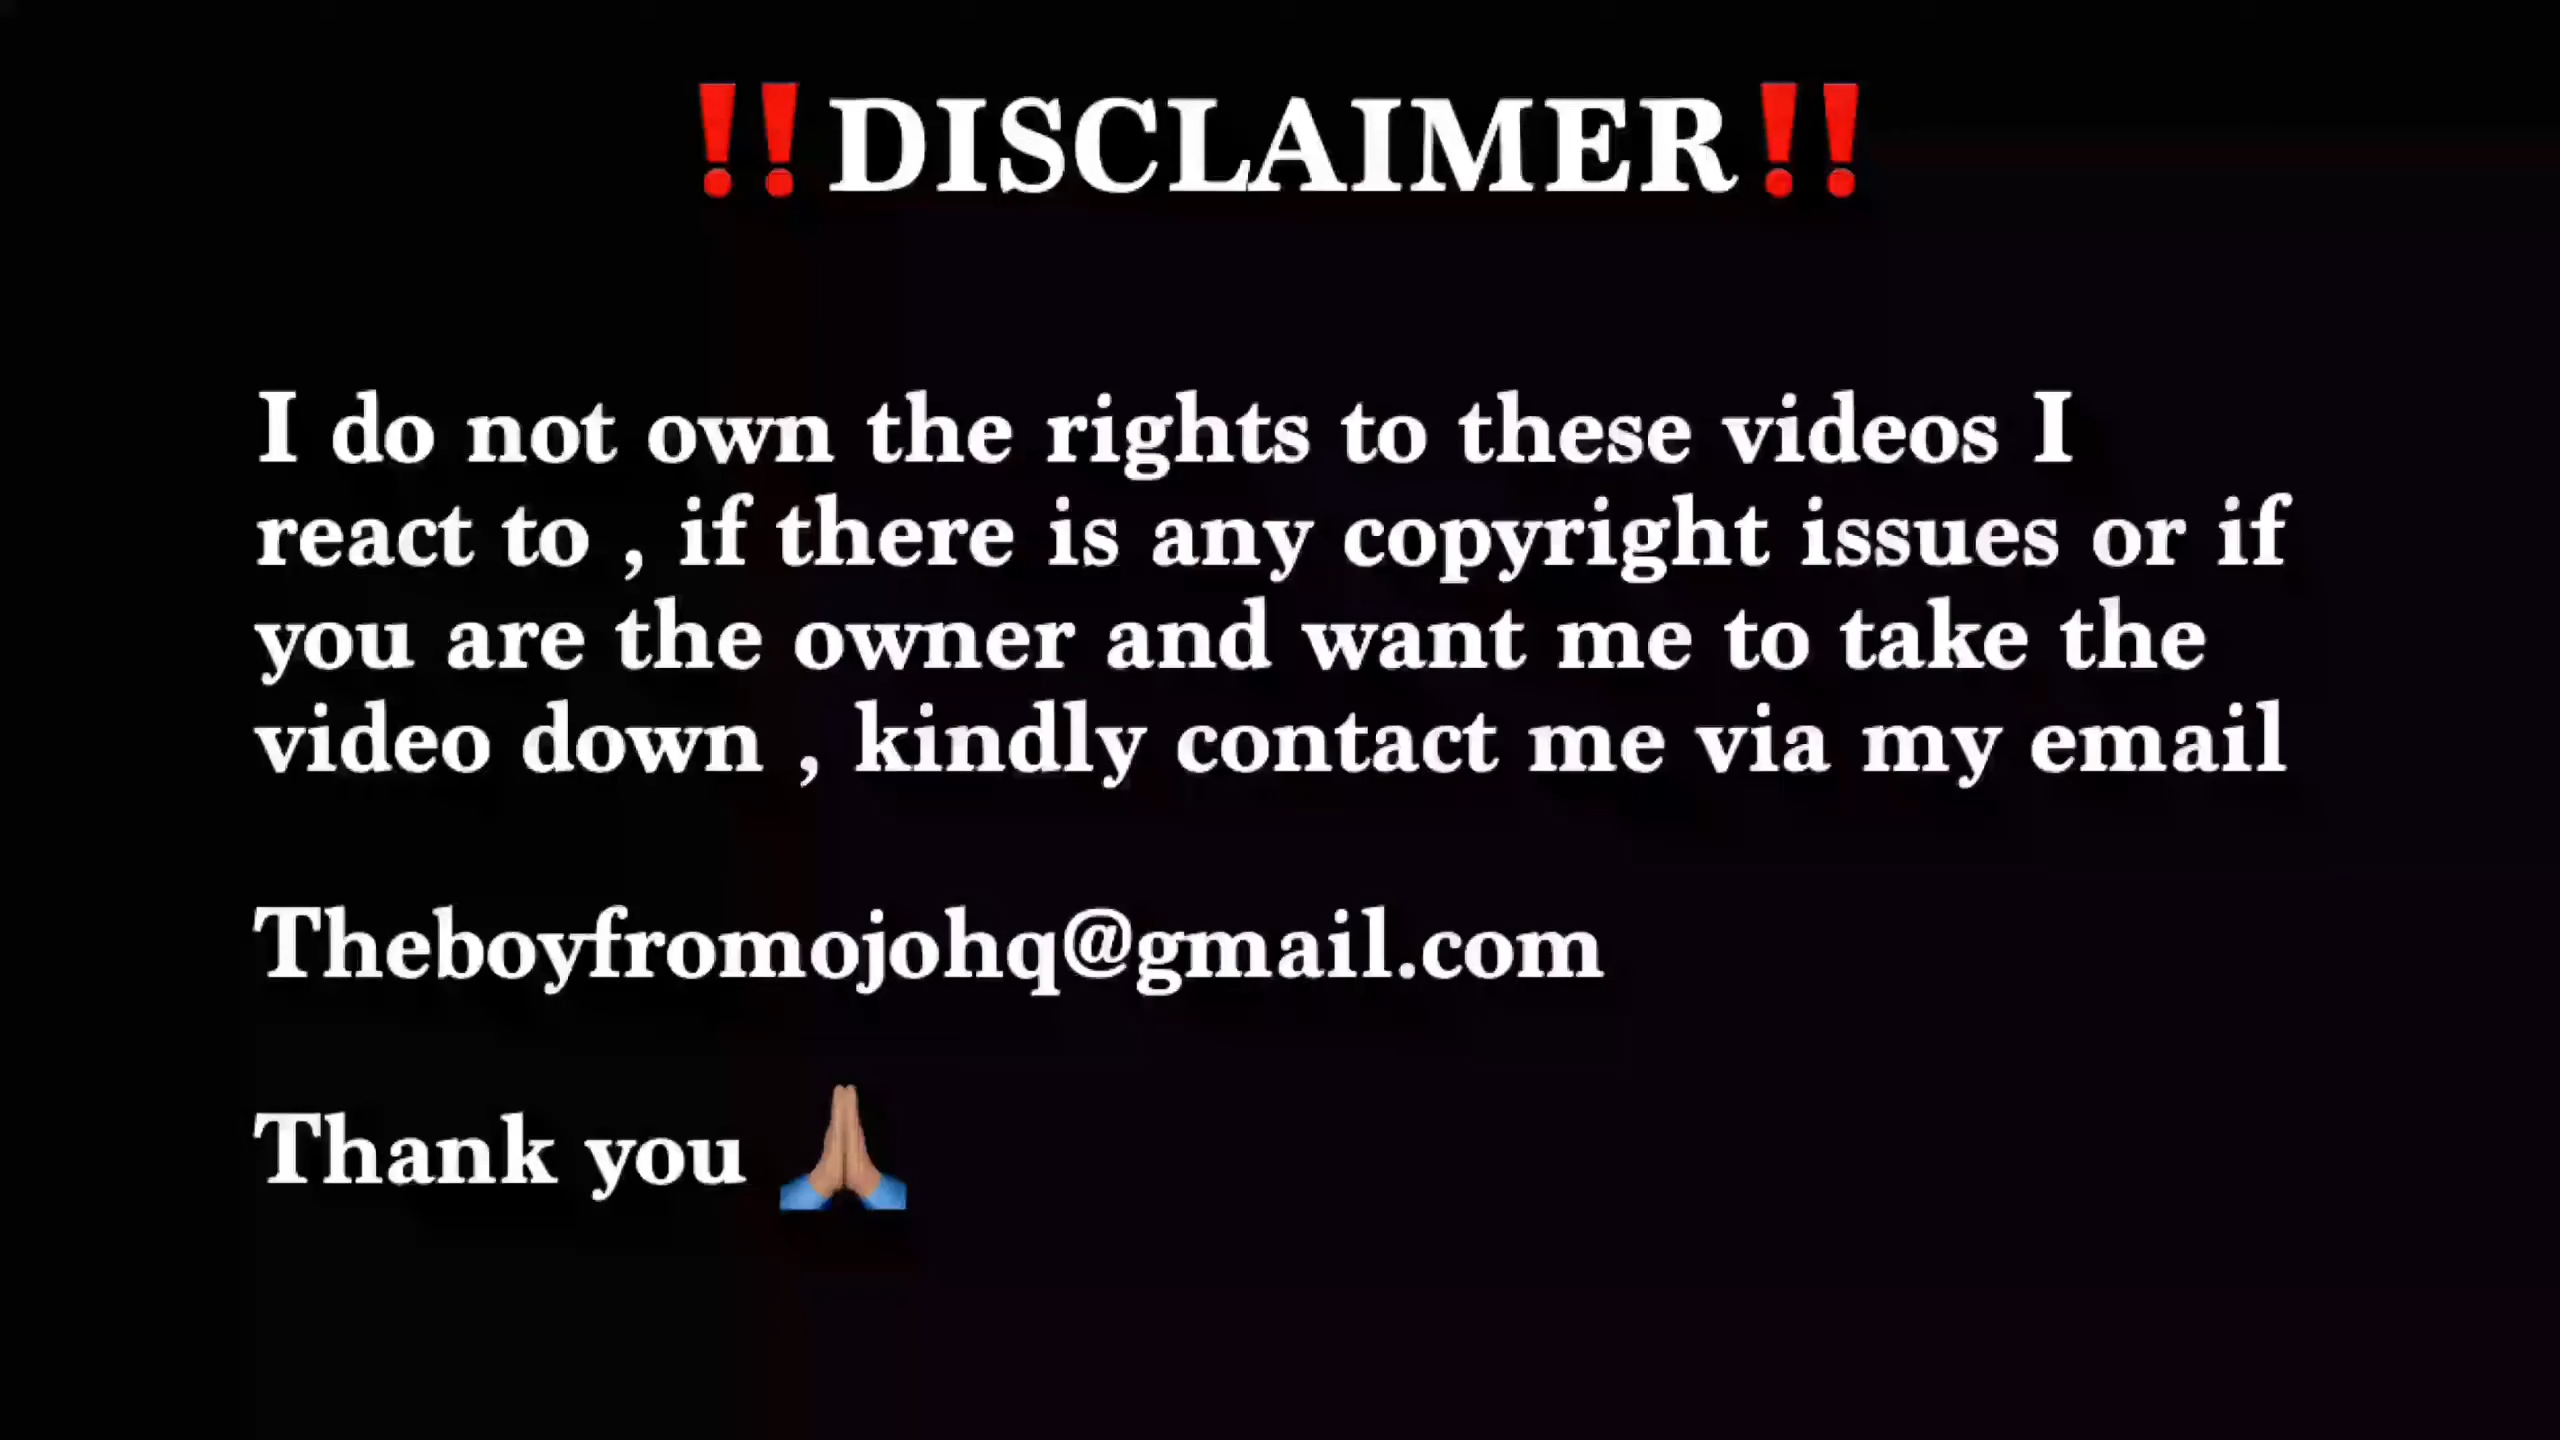 ‼️DISCLAIMER‼️
I do not own the rights to these videos I
react to , if there is any copyright issues or if
you are the owner and want me to take the
video down , kindly contact me via my email
Theboyfromojohq@gmail.com
Thank you 🙏🏽